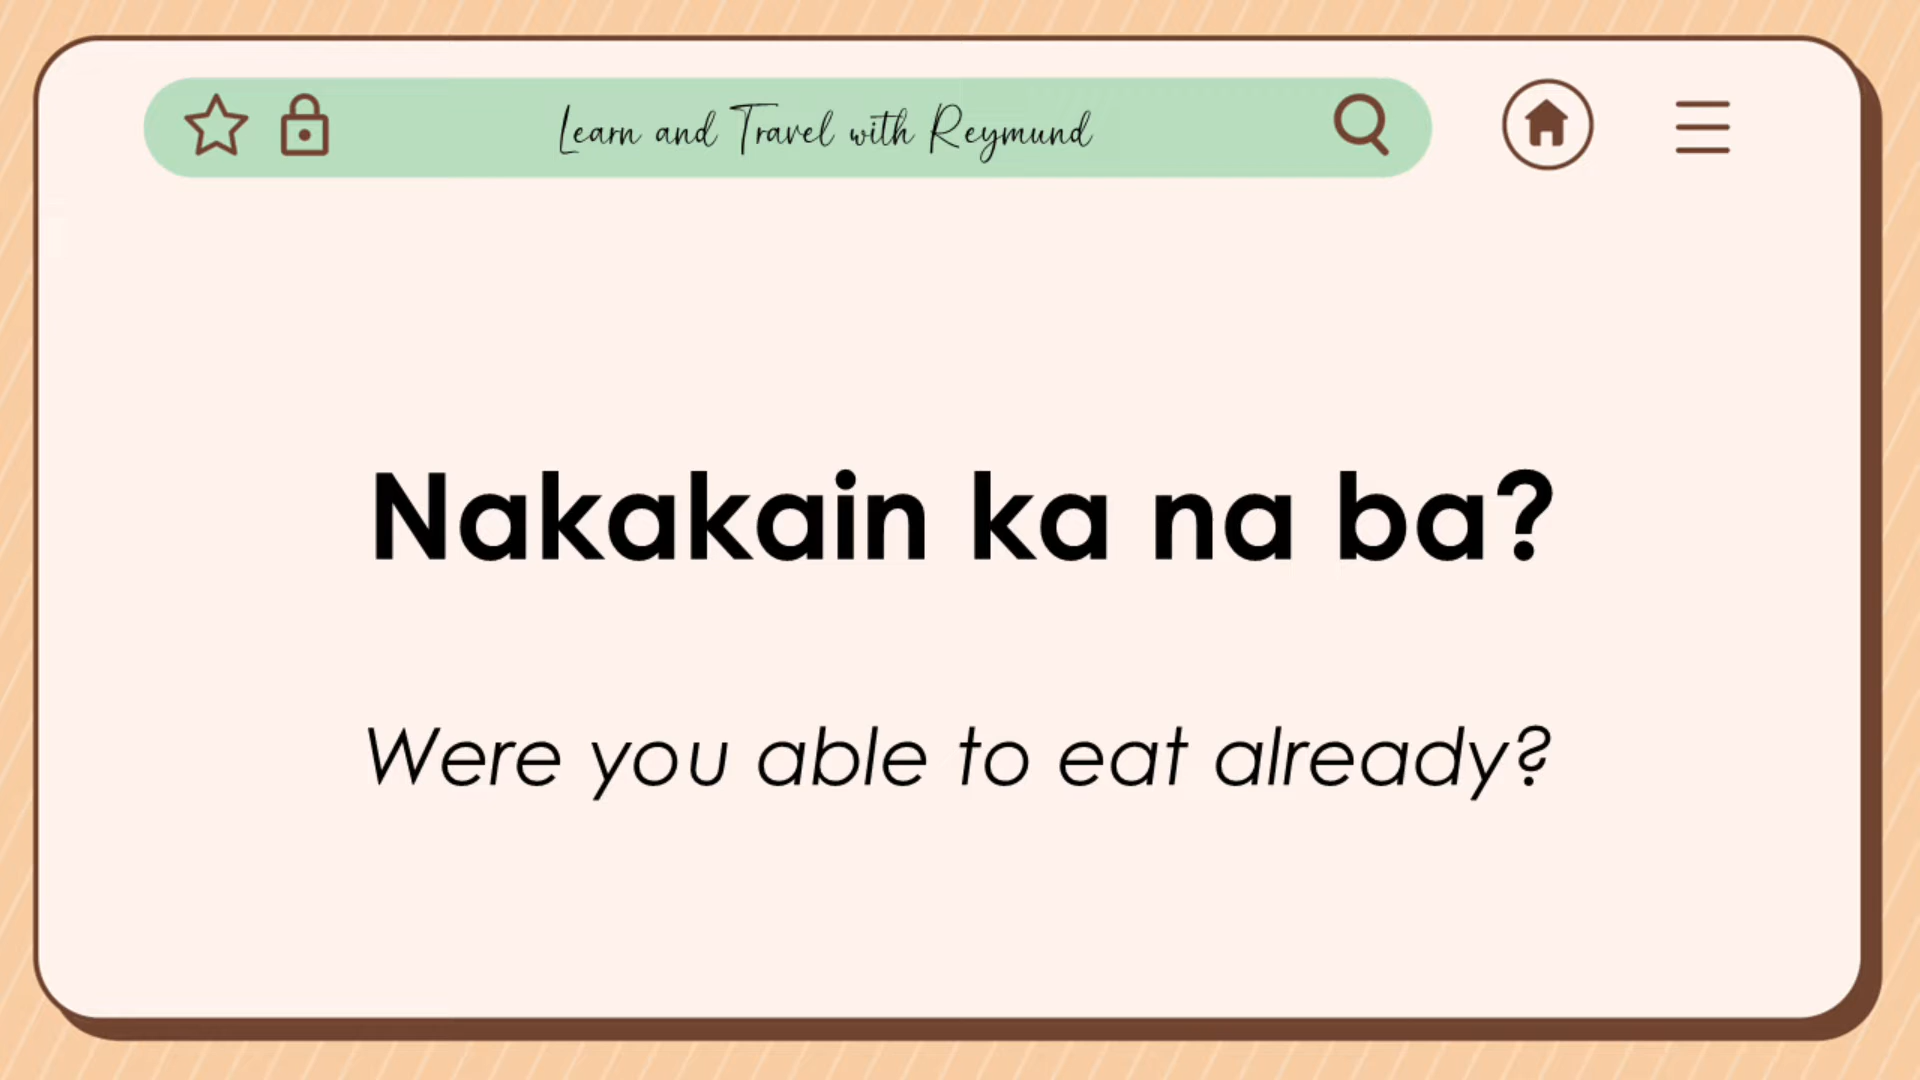 Learn and Travel with Reymund
Nakakain ka na ba?
Were you able to eat already?